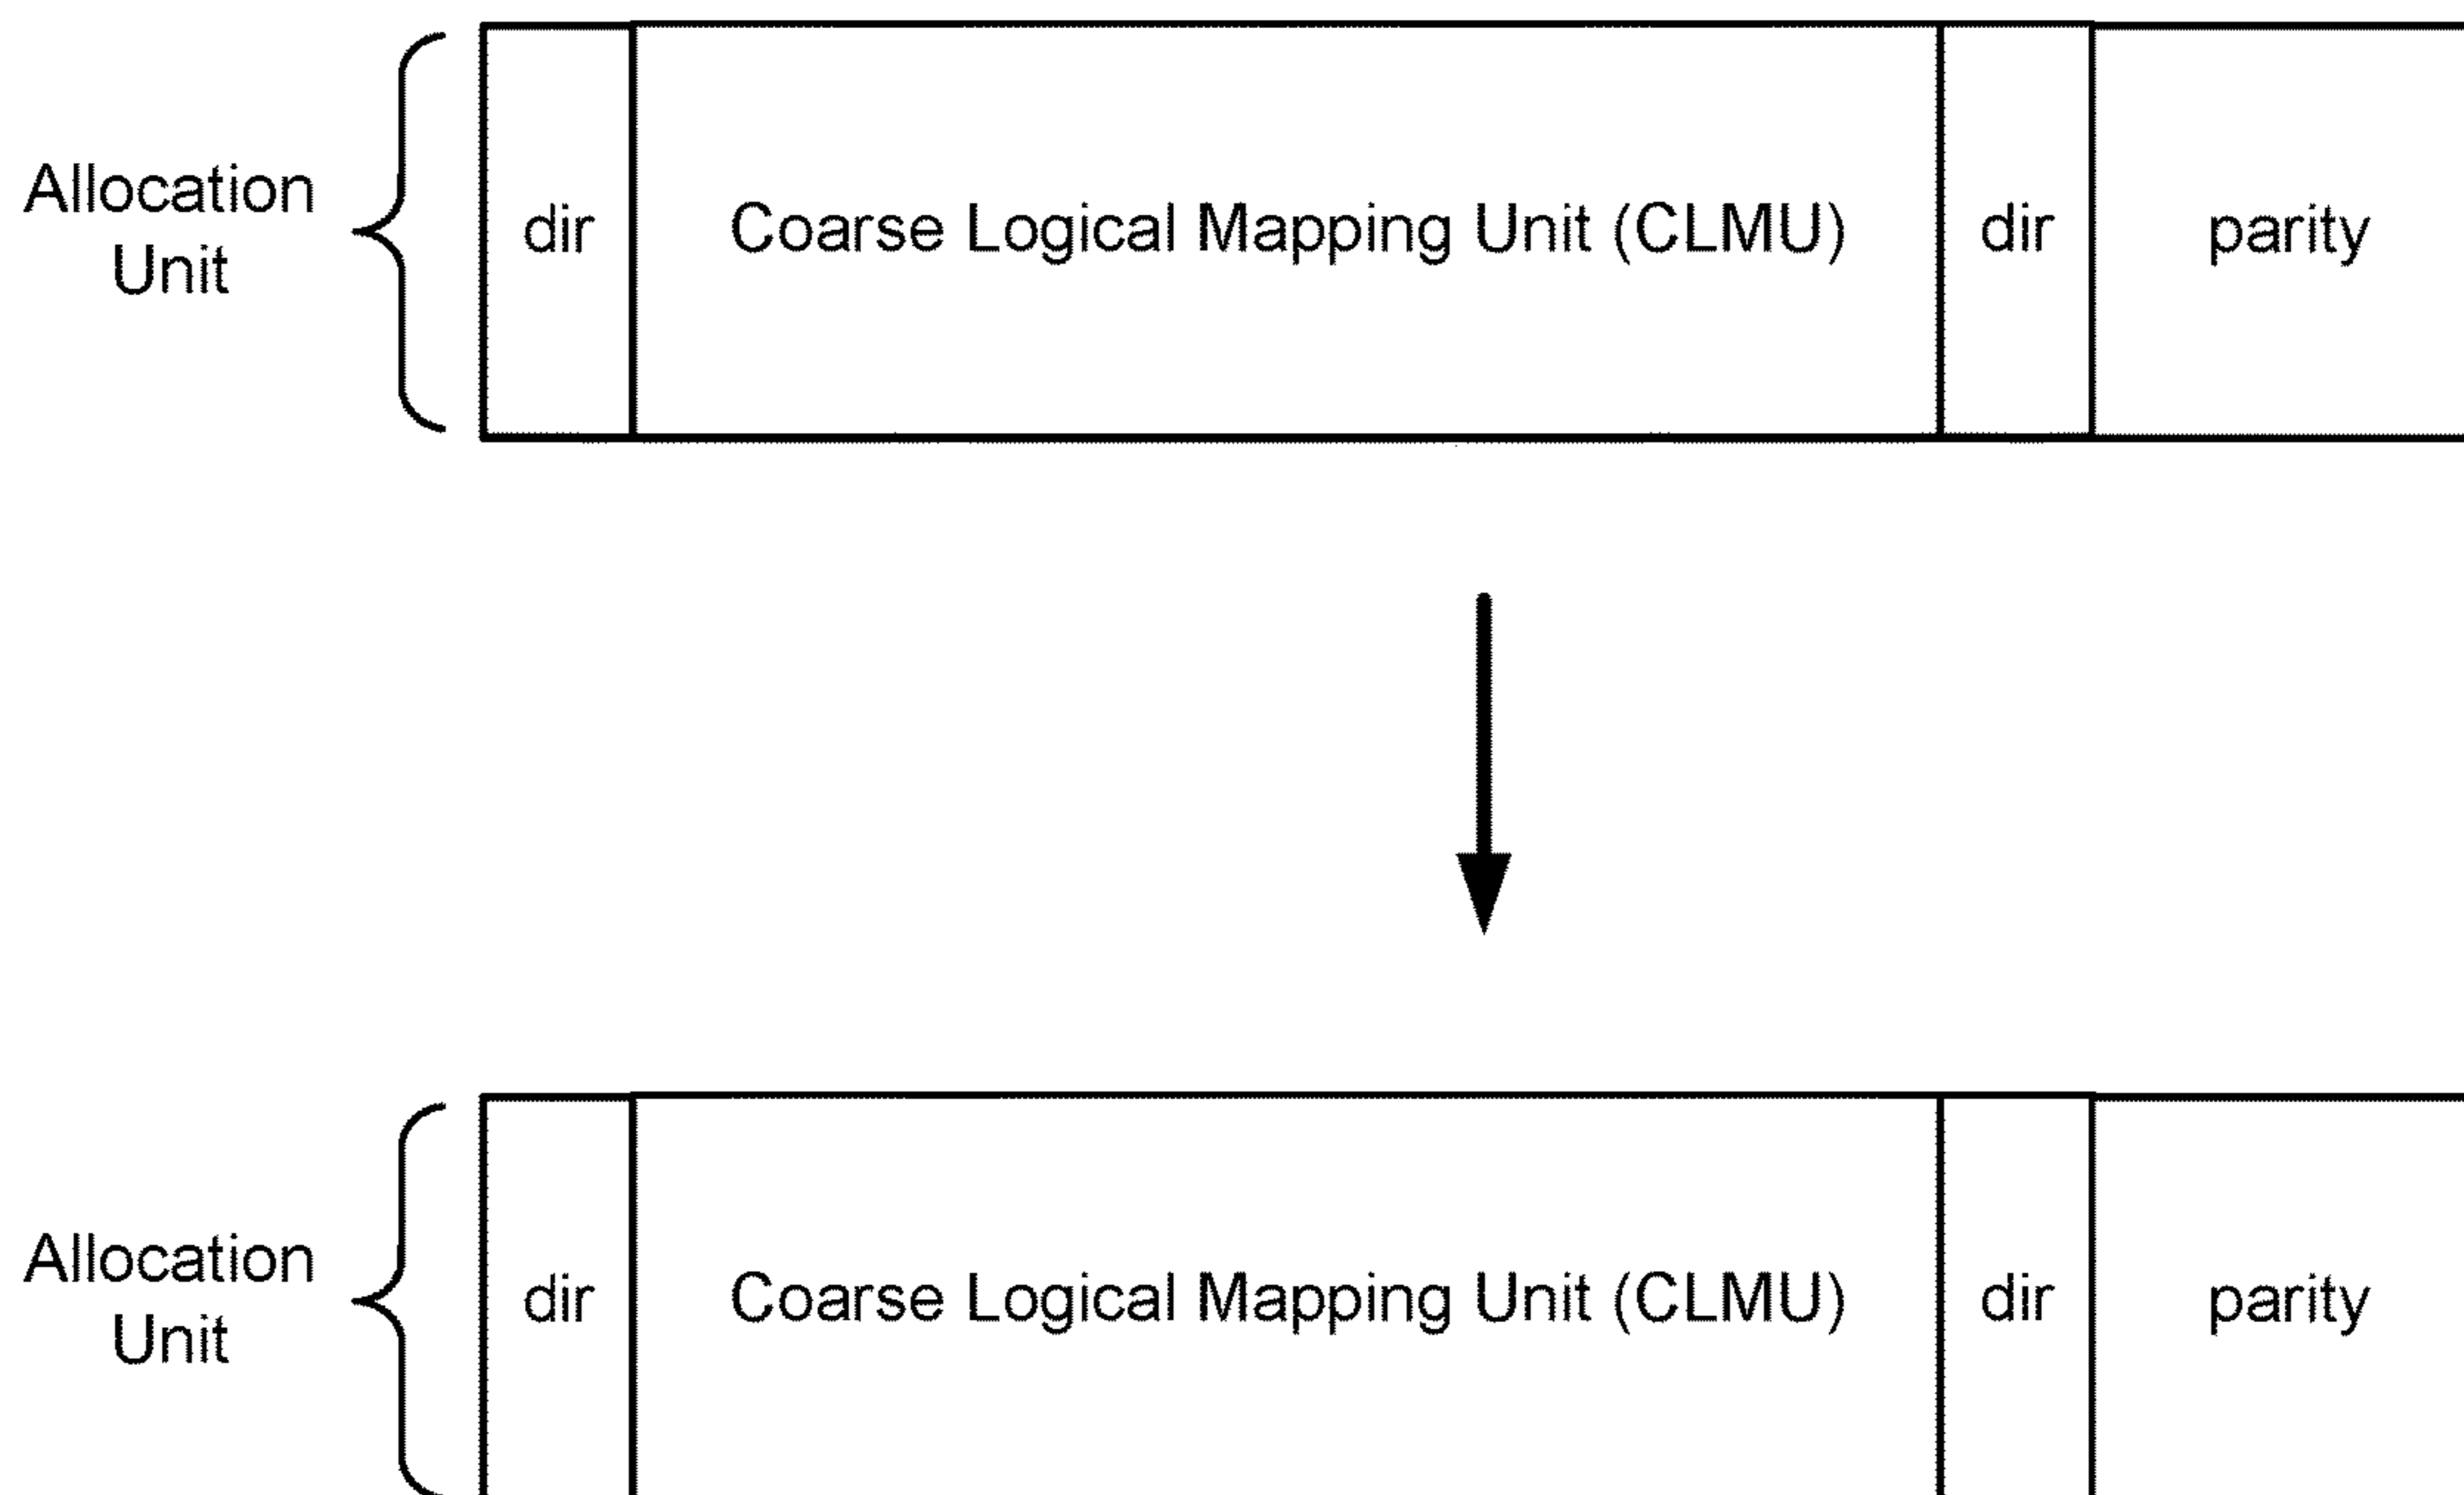 Allocation
Unit
dir
Coarse Logical Mapping Unit (CLMU)
dir
parity
Allocation
Unit
dir
Coarse Logical Mapping Unit (CLMU)
dir
parity